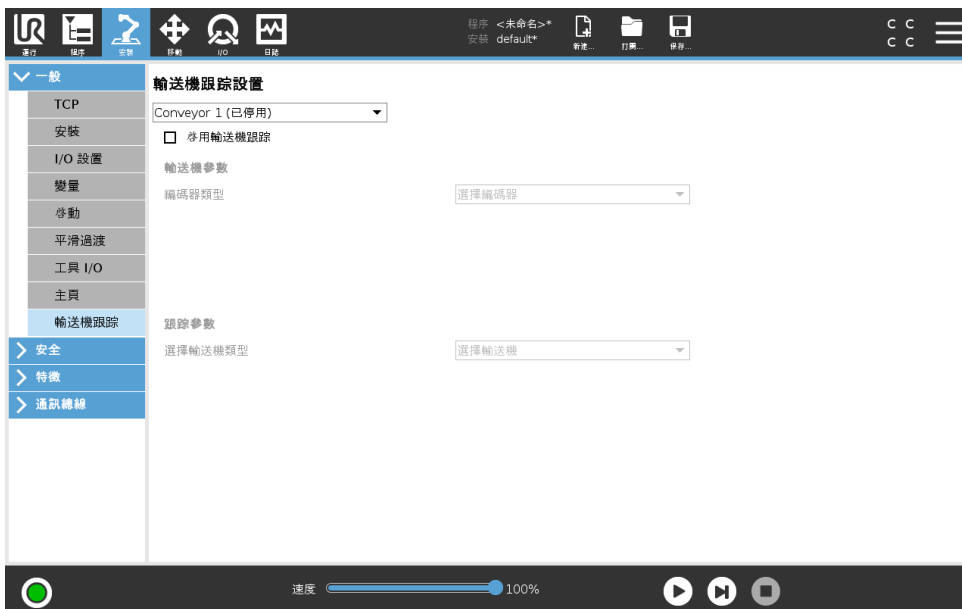 程序 <未命名>*
安裝 default*
運行
程序
安裝
移動
I/O
日誌
新建...
打開...
保存...
C C
C C
一般
TCP
安裝
I/O 設置
變量
啓動
平滑過渡
工具 I/O
主頁
輸送機跟踪
安全
特徵
通訊總線
輸送機跟踪設置
Conveyor 1 (已停用)
啓用輸送機跟踪
輸送機參數
編碼器類型
選擇編碼器
跟踪參數
選擇輸送機類型
選擇輸送機
速度
100%